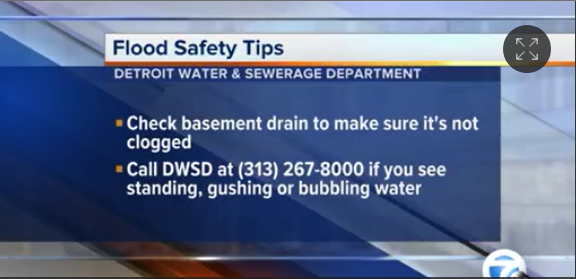 Flood Safety Tips
DETROIT WATER & SEWERAGE DEPARTMENT
Check basement drain to make sure it's not
clogged
Call DWSD at (313) 267-8000 if you see
standing, gushing or bubbling water
7